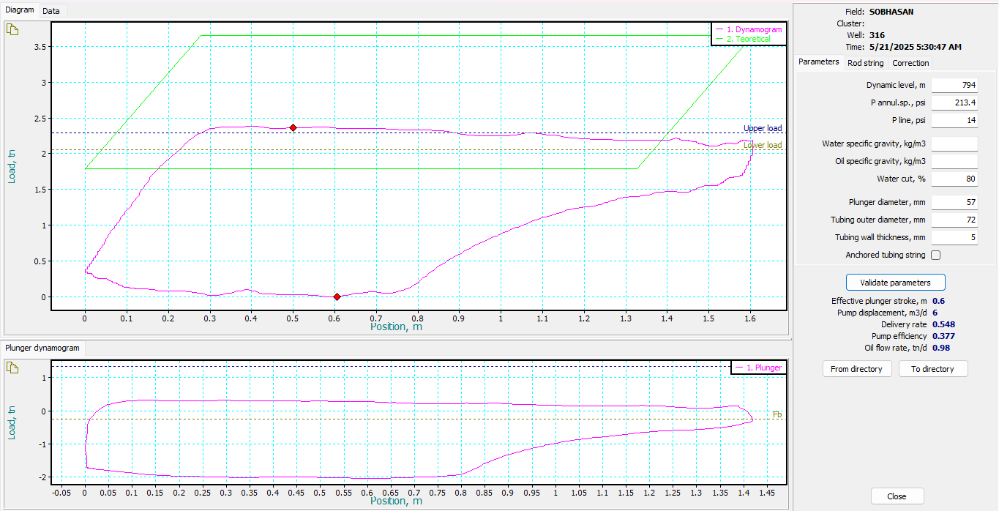 Diagram Data
3.5
3
2.5
2
1.5
1
0.5
0
Load, tn
1. Dynamogram
2. Teoretical
Upper load
Lower load
0 0.1 0.2 0.3 0.4 0.5 0.6 0.7 0.8 0.9 1 1.1 1.2 1.3 1.4 1.5 1.6
Position, m
Plunger dynamogram
1
0
-1
-2
Load, tn
1. Plunger
Fb
-0.05 0 0.05 0.1 0.15 0.2 0.25 0.3 0.35 0.4 0.45 0.5 0.55 0.6 0.65 0.7 0.75 0.8 0.85 0.9 0.95 1 1.05 1.1 1.15 1.2 1.25 1.3 1.35 1.4 1.45
Position, m
Field: SOBHASAN
Cluster:
Well: 316
Time: 5/21/2025 5:30:47 AM
Parameters Rod string Correction
Dynamic level, m 794
P annul.sp., psi 213.4
P line, psi 14
Water specific gravity, kg/m3
Oil specific gravity, kg/m3
Water cut, % 80
Plunger diameter, mm 57
Tubing outer diameter, mm 72
Tubing wall thickness, mm 5
Anchored tubing string
Validate parameters
Effective plunger stroke, m 0.6
Pump displacement, m3/d 6
Delivery rate 0.548
Pump efficiency 0.377
Oil flow rate, tn/d 0.98
From directory To directory
Close